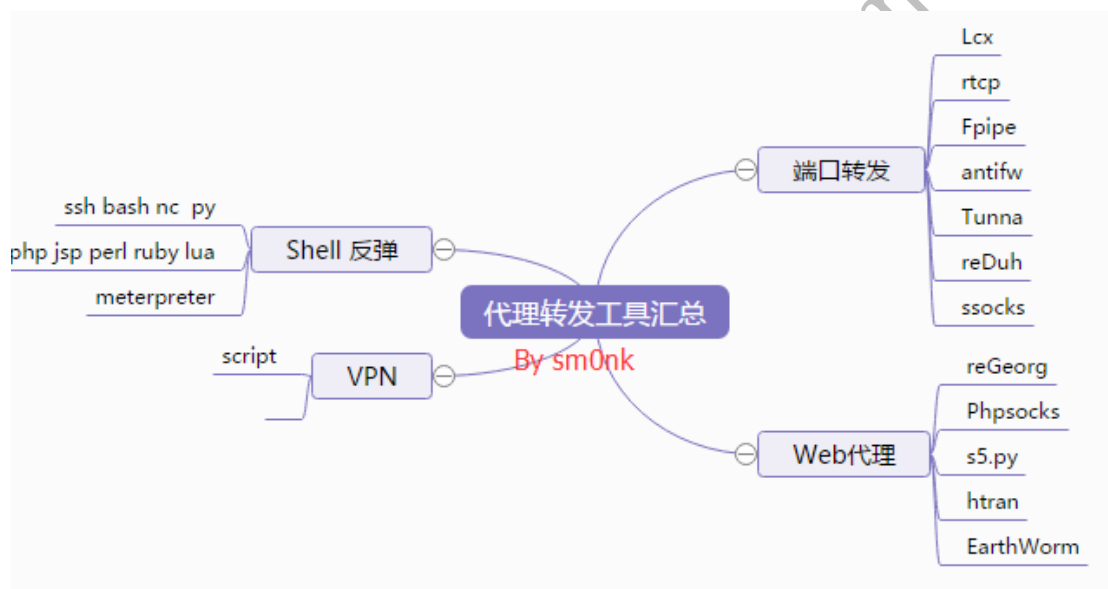 代理转发工具汇总
By sm0nk
端口转发
Lcx
rtcp
Fpipe
antifw
Tunna
reDuh
ssocks
Web代理
reGeorg
Phpsocks
s5.py
htran
EarthWorm
Shell 反弹
ssh bash nc py
php jsp perl ruby lua
meterpreter
VPN
script